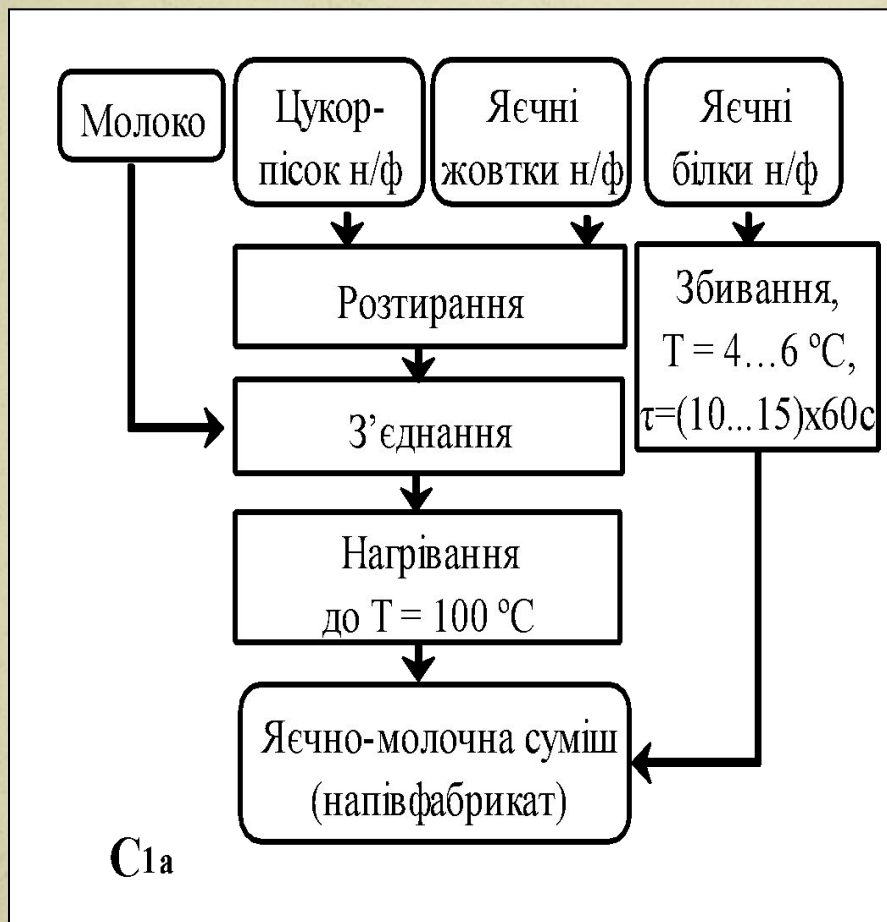 Молоко
Цукор-
пісок н/ф
Яєчні
жовтки н/ф
Яєчні
білки н/ф
Розтирання
Збивання,
Т = 4…6 ºС,
τ=(10...15)х60с
З’єднання
Нагрівання
до Т = 100 ºС
Яєчно-молочна суміш
(напівфабрикат)
С1а